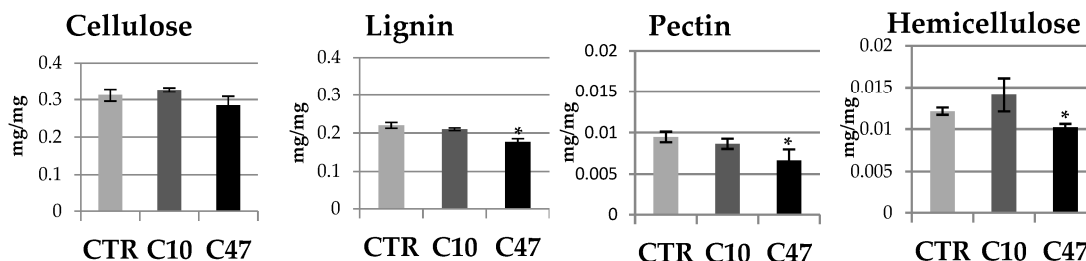 Cellulose
mg/mg
0.4
0.3
0.2
0.1
0
CTR C10 C47
Lignin
mg/mg
0.4
0.3
0.2
0.1
0
*
CTR C10 C47
Pectin
mg/mg
0.02
0.015
0.01
0.005
0
*
CTR C10 C47
Hemicellulose
mg/mg
0.02
0.015
0.01
0.005
0
*
CTR C10 C47